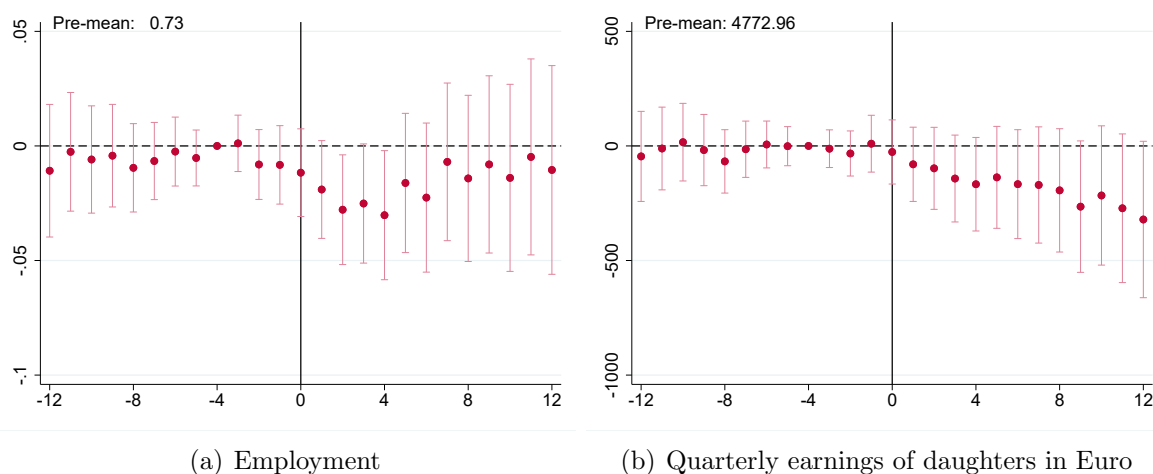 Pre-mean: 0.73
.05
0
-.05
-.1
-12 -8 -4 0 4 8 12
(a) Employment
Pre-mean: 4772.96
500
0
-500
-1000
-12 -8 -4 0 4 8 12
(b) Quarterly earnings of daughters in Euro